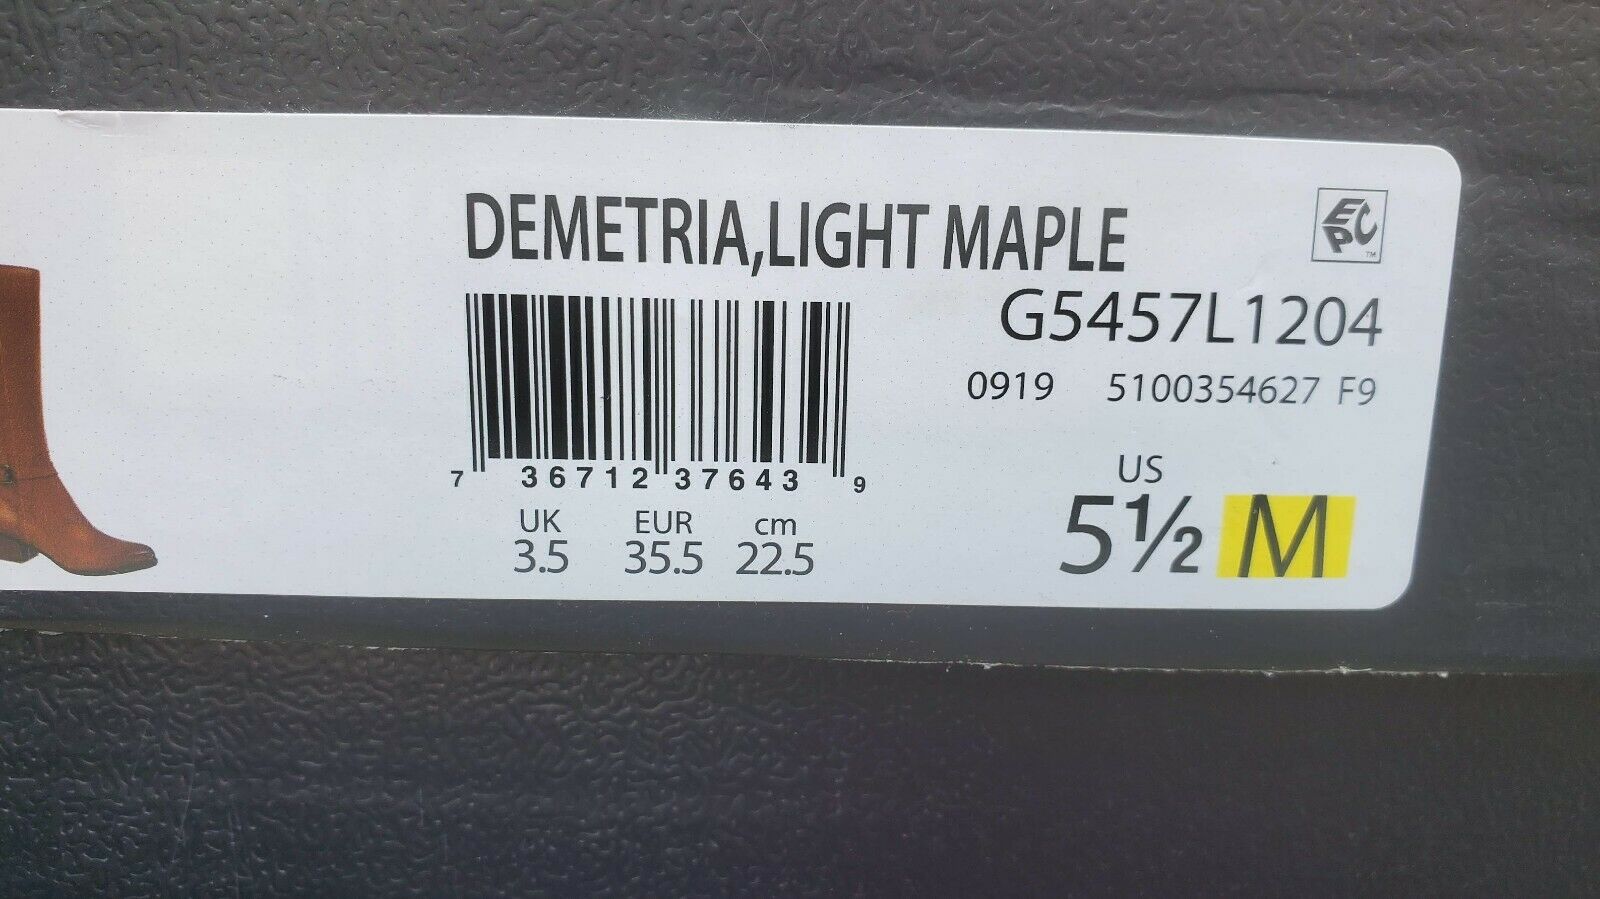 DEMETRIA,LIGHT MAPLE
EPC™
G5457L1204
0919 5100354627 F9
7 36712 37643 9
UK EUR cm
3.5 35.5 22.5
US
5½ M